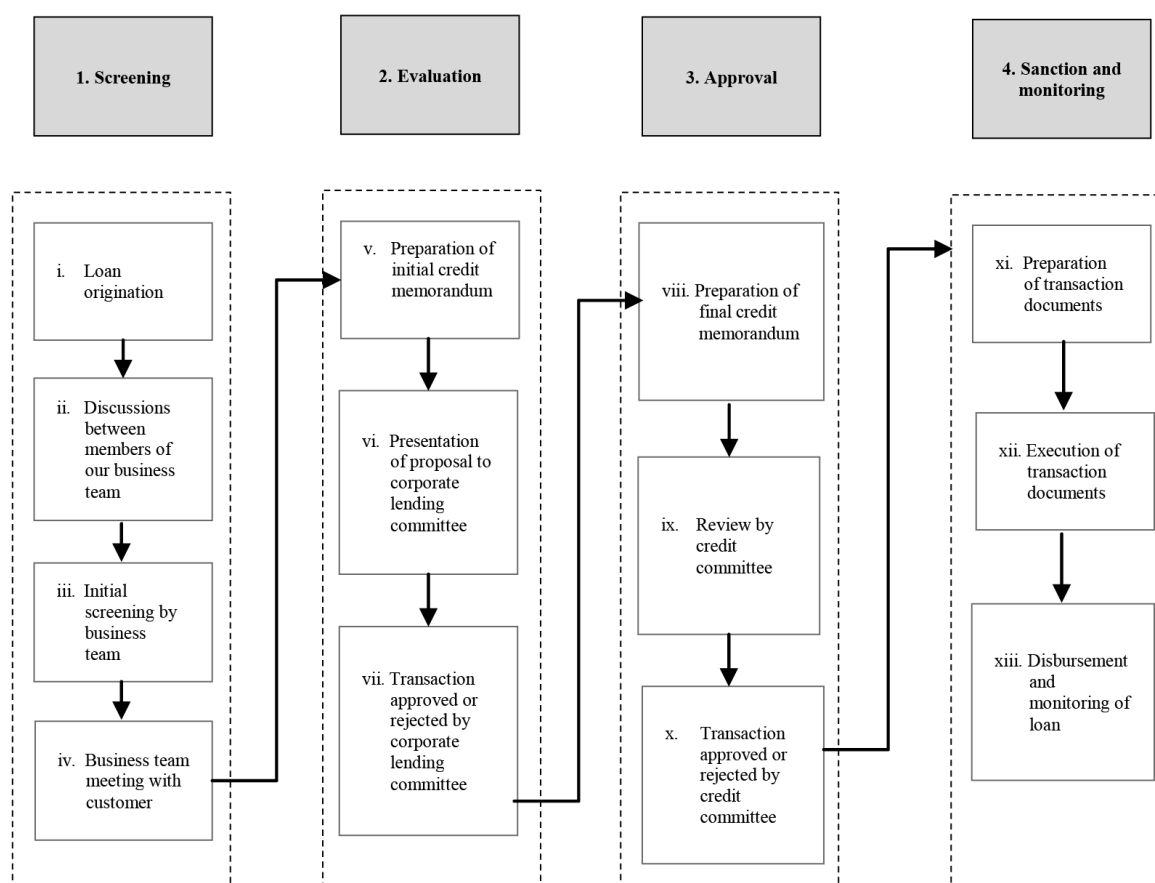 1. Screening
2. Evaluation
3. Approval
4. Sanction and
monitoring
i. Loan
origination
ii. Discussions
between
members of
our business
team
iii. Initial
screening by
business
team
iv. Business team
meeting with
customer
v. Preparation of
initial credit
memorandum
vi. Presentation
of proposal to
corporate
lending
committee
vii. Transaction
approved or
rejected by
corporate
lending
committee
viii. Preparation of
final credit
memorandum
ix. Review by
credit
committee
x. Transaction
approved or
rejected by
credit
committee
xi. Preparation
of transaction
documents
xii. Execution of
transaction
documents
xiii. Disbursement
and
monitoring of
loan